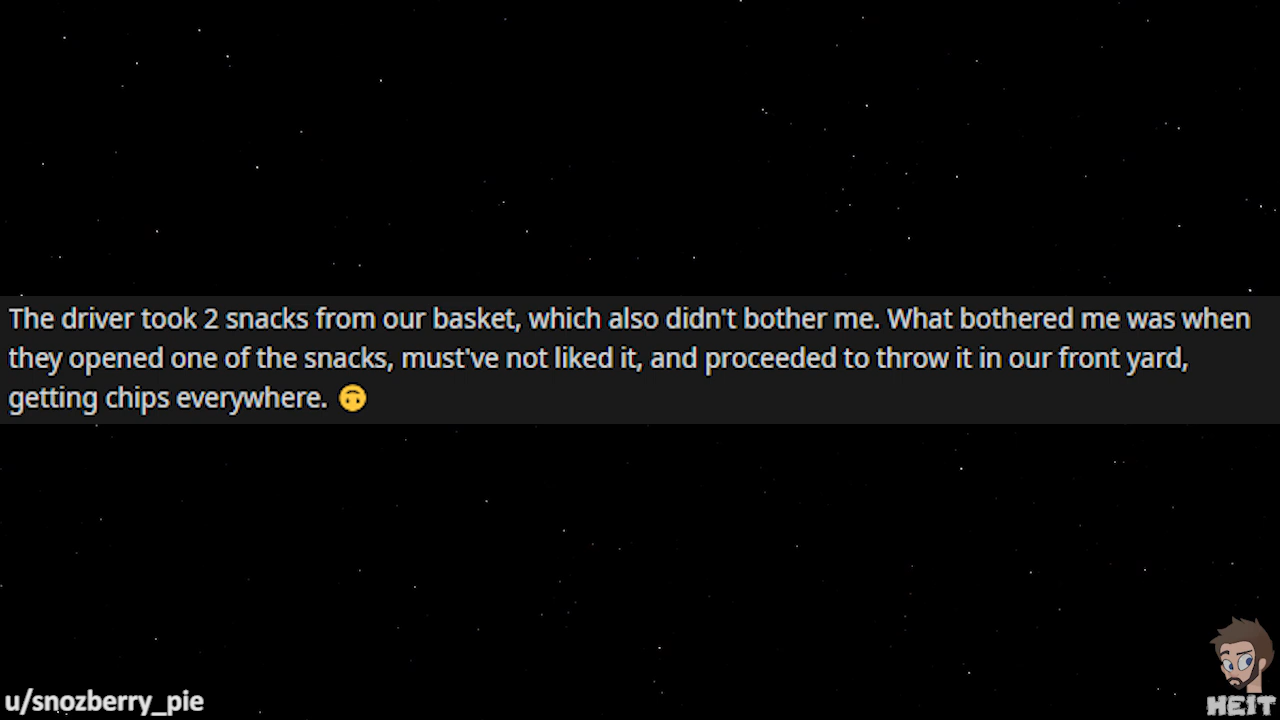 The driver took 2 snacks from our basket, which also didn't bother me. What bothered me was when
they opened one of the snacks, must've not liked it, and proceeded to throw it in our front yard,
getting chips everywhere. 🙃
u/snozberry_pie
HEIT